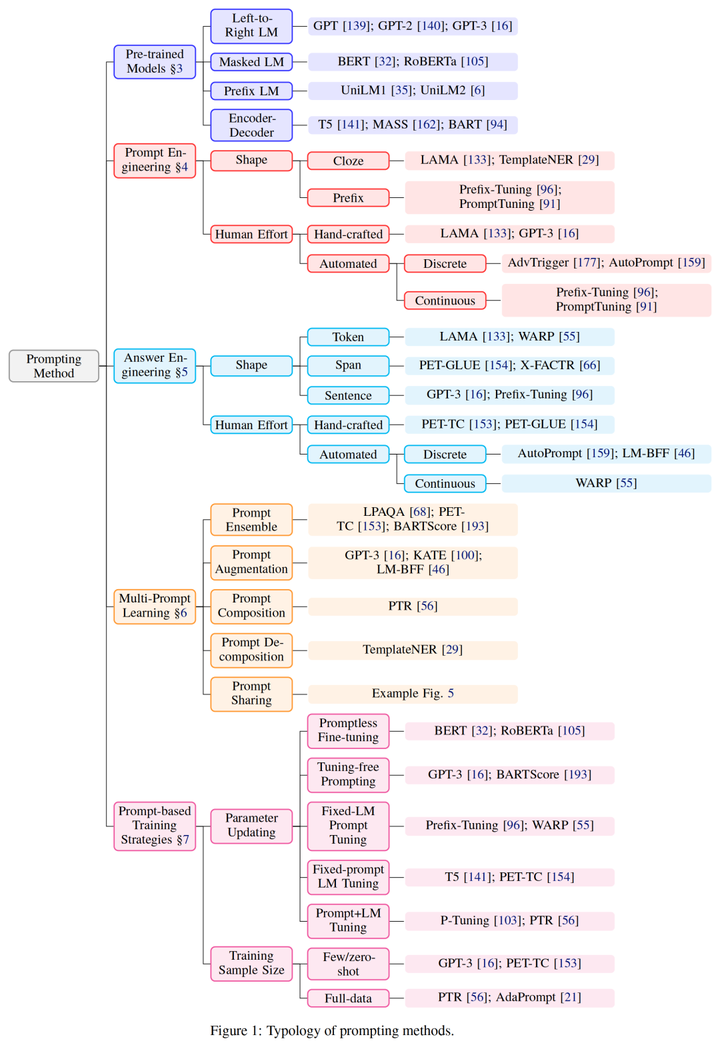 Left-to-
Right LM
GPT [139]; GPT-2 [140]; GPT-3 [16]
Pre-trained
Models §3
Masked LM
BERT [32]; RoBERTa [105]
Prefix LM
UniLM1 [35]; UniLM2 [6]
Encoder-
Decoder
T5 [141]; MASS [162]; BART [94]
Prompt En-
gineering §4
Shape
Cloze
LAMA [133]; TemplateNER [29]
Prefix
Prefix-Tuning [96];
PromptTuning [91]
Human Effort
Hand-crafted
LAMA [133]; GPT-3 [16]
Automated
Discrete
AdvTrigger [177]; AutoPrompt [159]
Continuous
Prefix-Tuning [96];
PromptTuning [91]
Prompting
Method
Answer En-
gineering §5
Shape
Token
LAMA [133]; WARP [55]
Span
PET-GLUE [154]; X-FACTR [66]
Sentence
GPT-3 [16]; Prefix-Tuning [96]
Human Effort
Hand-crafted
PET-TC [153]; PET-GLUE [154]
Automated
Discrete
AutoPrompt [159]; LM-BFF [46]
Continuous
WARP [55]
Multi-Prompt
Learning §6
Prompt
Ensemble
LPAQA [68]; PET-
TC [153]; BARTScore [193]
Prompt
Augmentation
GPT-3 [16]; KATE [100];
LM-BFF [46]
Prompt
Composition
PTR [56]
Prompt De-
composition
TemplateNER [29]
Prompt
Sharing
Example Fig. 5
Prompt-based
Training
Strategies §7
Parameter
Updating
Promptless
Fine-tuning
BERT [32]; RoBERTa [105]
Tuning-free
Prompting
GPT-3 [16]; BARTScore [193]
Fixed-LM
Prompt
Tuning
Prefix-Tuning [96]; WARP [55]
Fixed-prompt
LM Tuning
T5 [141]; PET-TC [154]
Prompt+LM
Tuning
P-Tuning [103]; PTR [56]
Training
Sample Size
Few/zero-
shot
GPT-3 [16]; PET-TC [153]
Full-data
PTR [56]; AdaPrompt [21]
Figure 1: Typology of prompting methods.